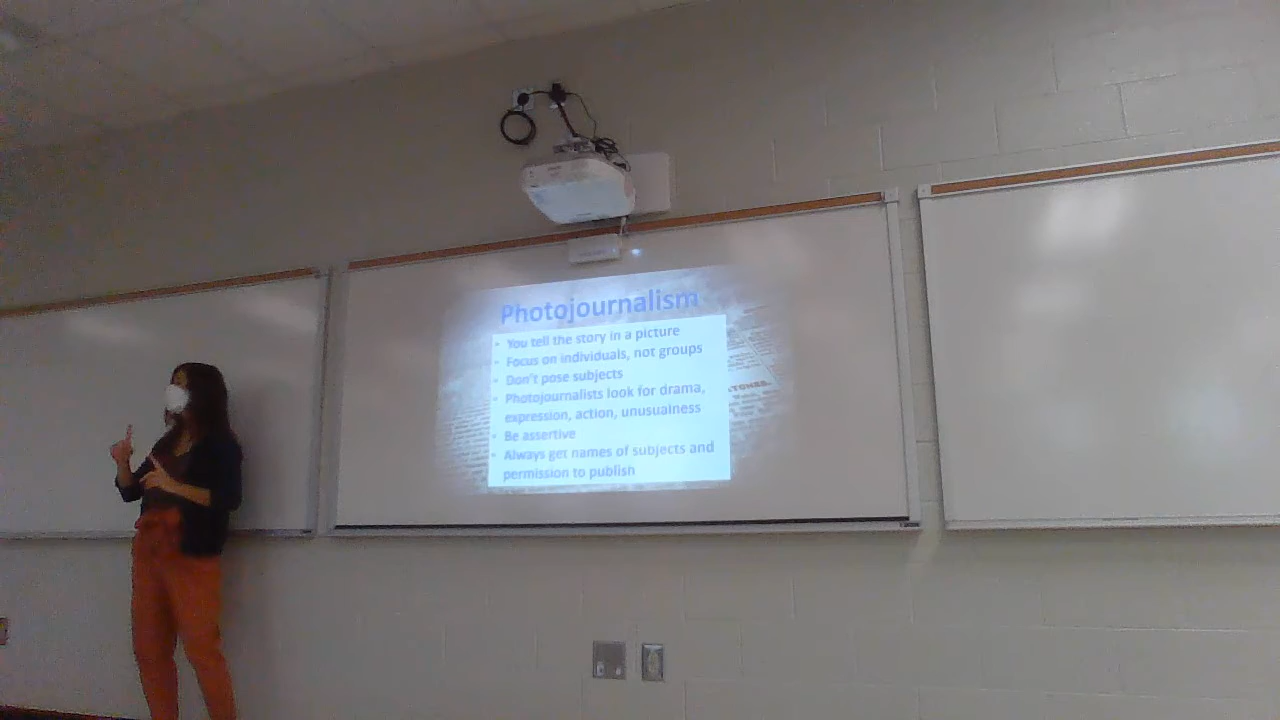 Photojournalism
• You tell the story in a picture
• Focus on individuals, not groups
• Don't pose subjects
• Photojournalists look for drama,
expression, action, unusualness
• Be assertive
• Always get names of subjects and
permission to publish